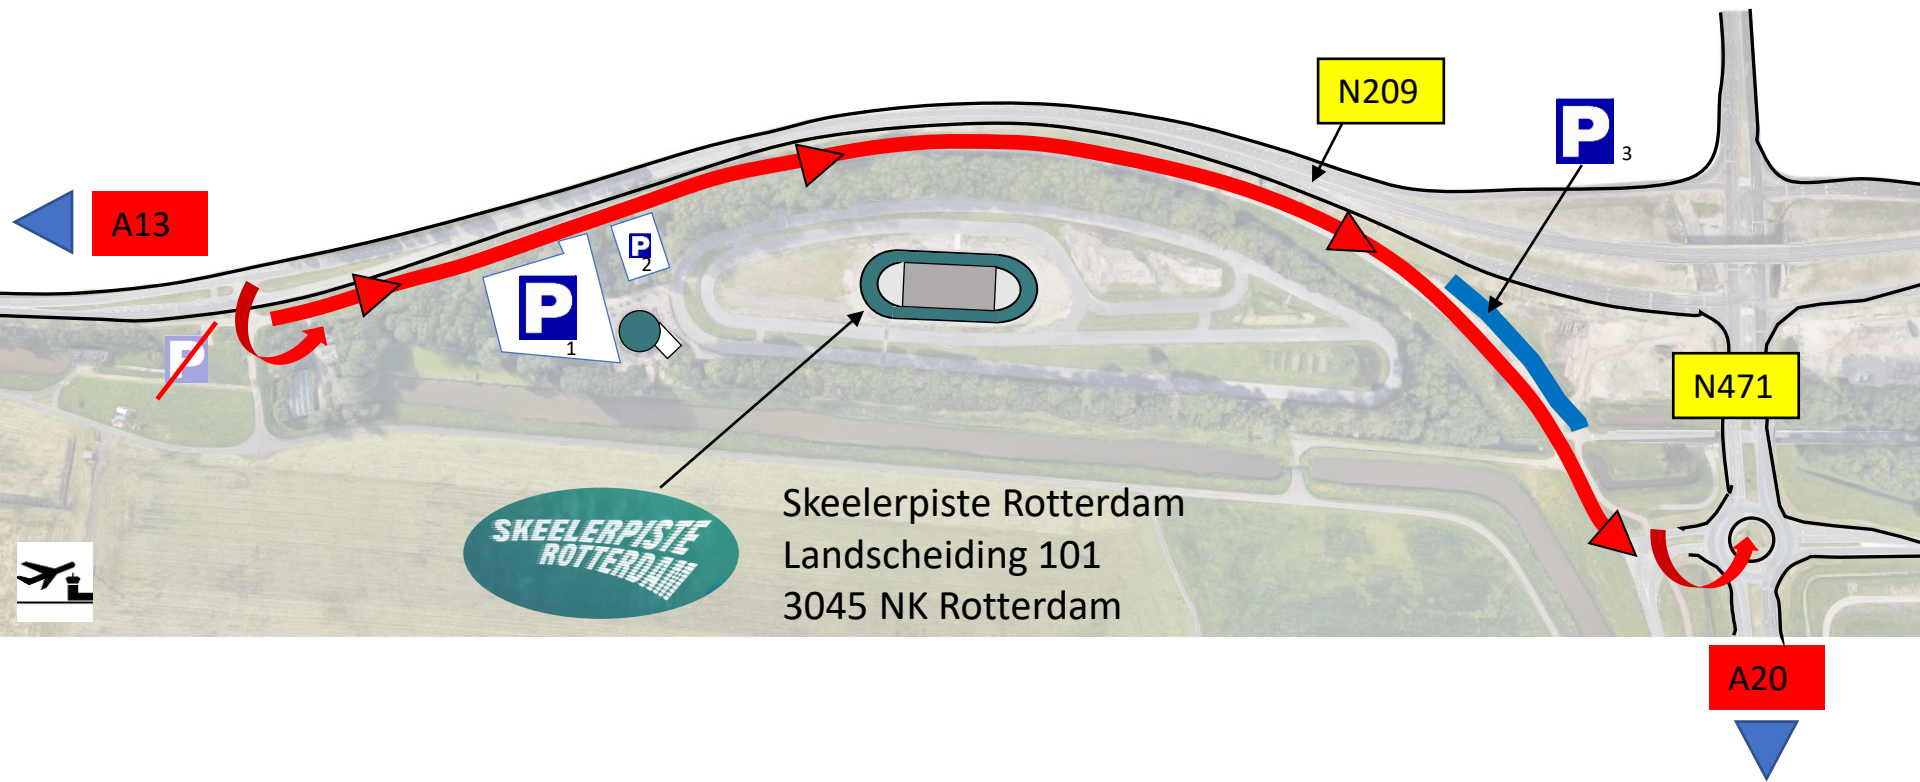 N209
P
3
A13
P
2
P
1
P
N471
SKEELERPISTE
ROTTERDAM
Skeelerpiste Rotterdam
Landscheiding 101
3045 NK Rotterdam
A20